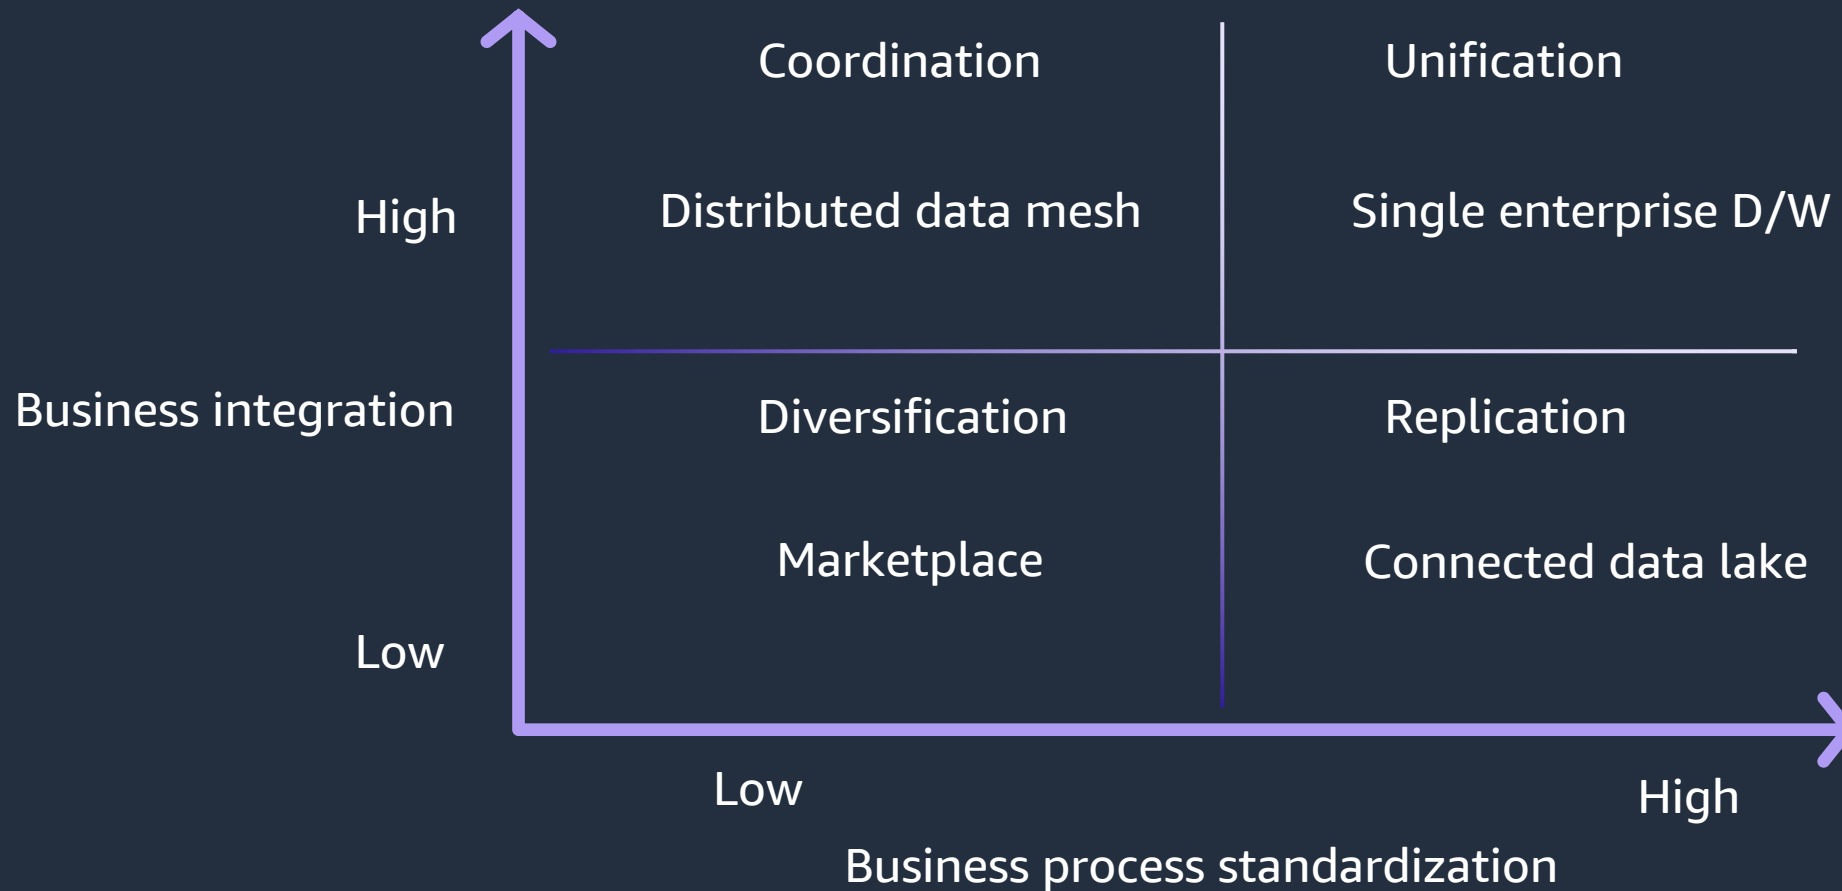 Coordination
Unification
High
Distributed data mesh
Single enterprise D/W
Business integration
Diversification
Replication
Marketplace
Connected data lake
Low
Low
High
Business process standardization